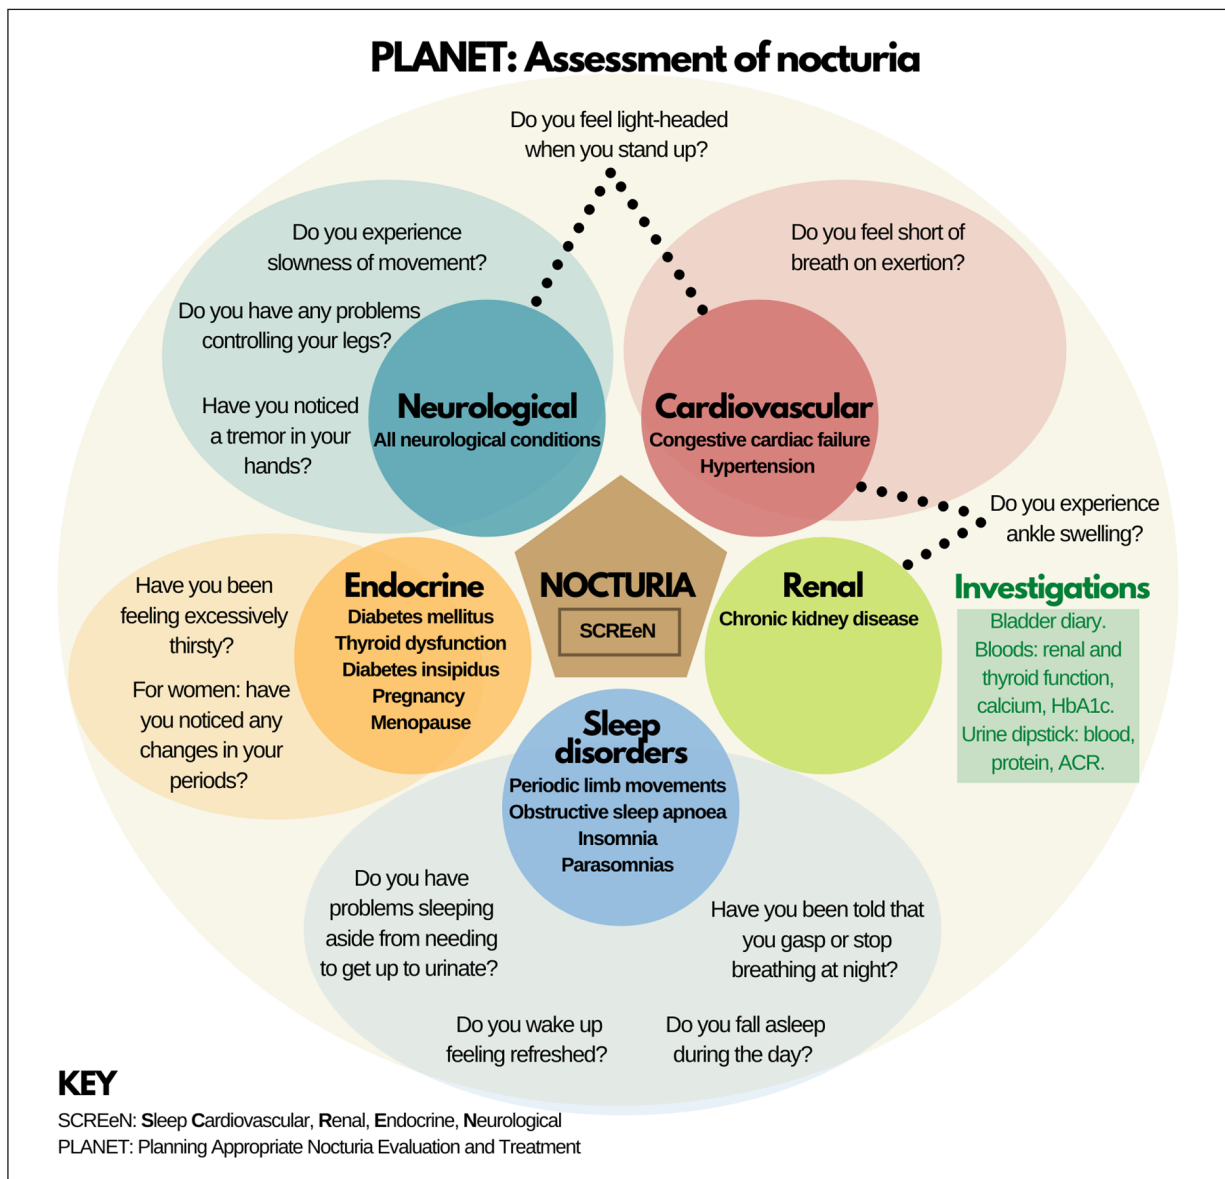 PLANET: Assessment of nocturia
Do you feel light-headed
when you stand up?
Do you experience
slowness of movement?
Do you have any problems
controlling your legs?
Have you noticed
a tremor in your
hands?
Neurological
All neurological conditions
Do you feel short of
breath on exertion?
Cardiovascular
Congestive cardiac failure
Hypertension
Do you experience
ankle swelling?
Have you been
feeling excessively
thirsty?
For women: have
you noticed any
changes in your
periods?
Endocrine
Diabetes mellitus
Thyroid dysfunction
Diabetes insipidus
Pregnancy
Menopause
NOCTURIA
SCREeN
Renal
Chronic kidney disease
Investigations
Bladder diary.
Bloods: renal and
thyroid function,
calcium, HbA1c.
Urine dipstick: blood,
protein, ACR.
Sleep
disorders
Periodic limb movements
Obstructive sleep apnoea
Insomnia
Parasomnias
Do you have
problems sleeping
aside from needing
to get up to urinate?
Have you been told that
you gasp or stop
breathing at night?
Do you wake up
feeling refreshed?
Do you fall asleep
during the day?
KEY
SCREeN: Sleep Cardiovascular, Renal, Endocrine, Neurological
PLANET: Planning Appropriate Nocturia Evaluation and Treatment